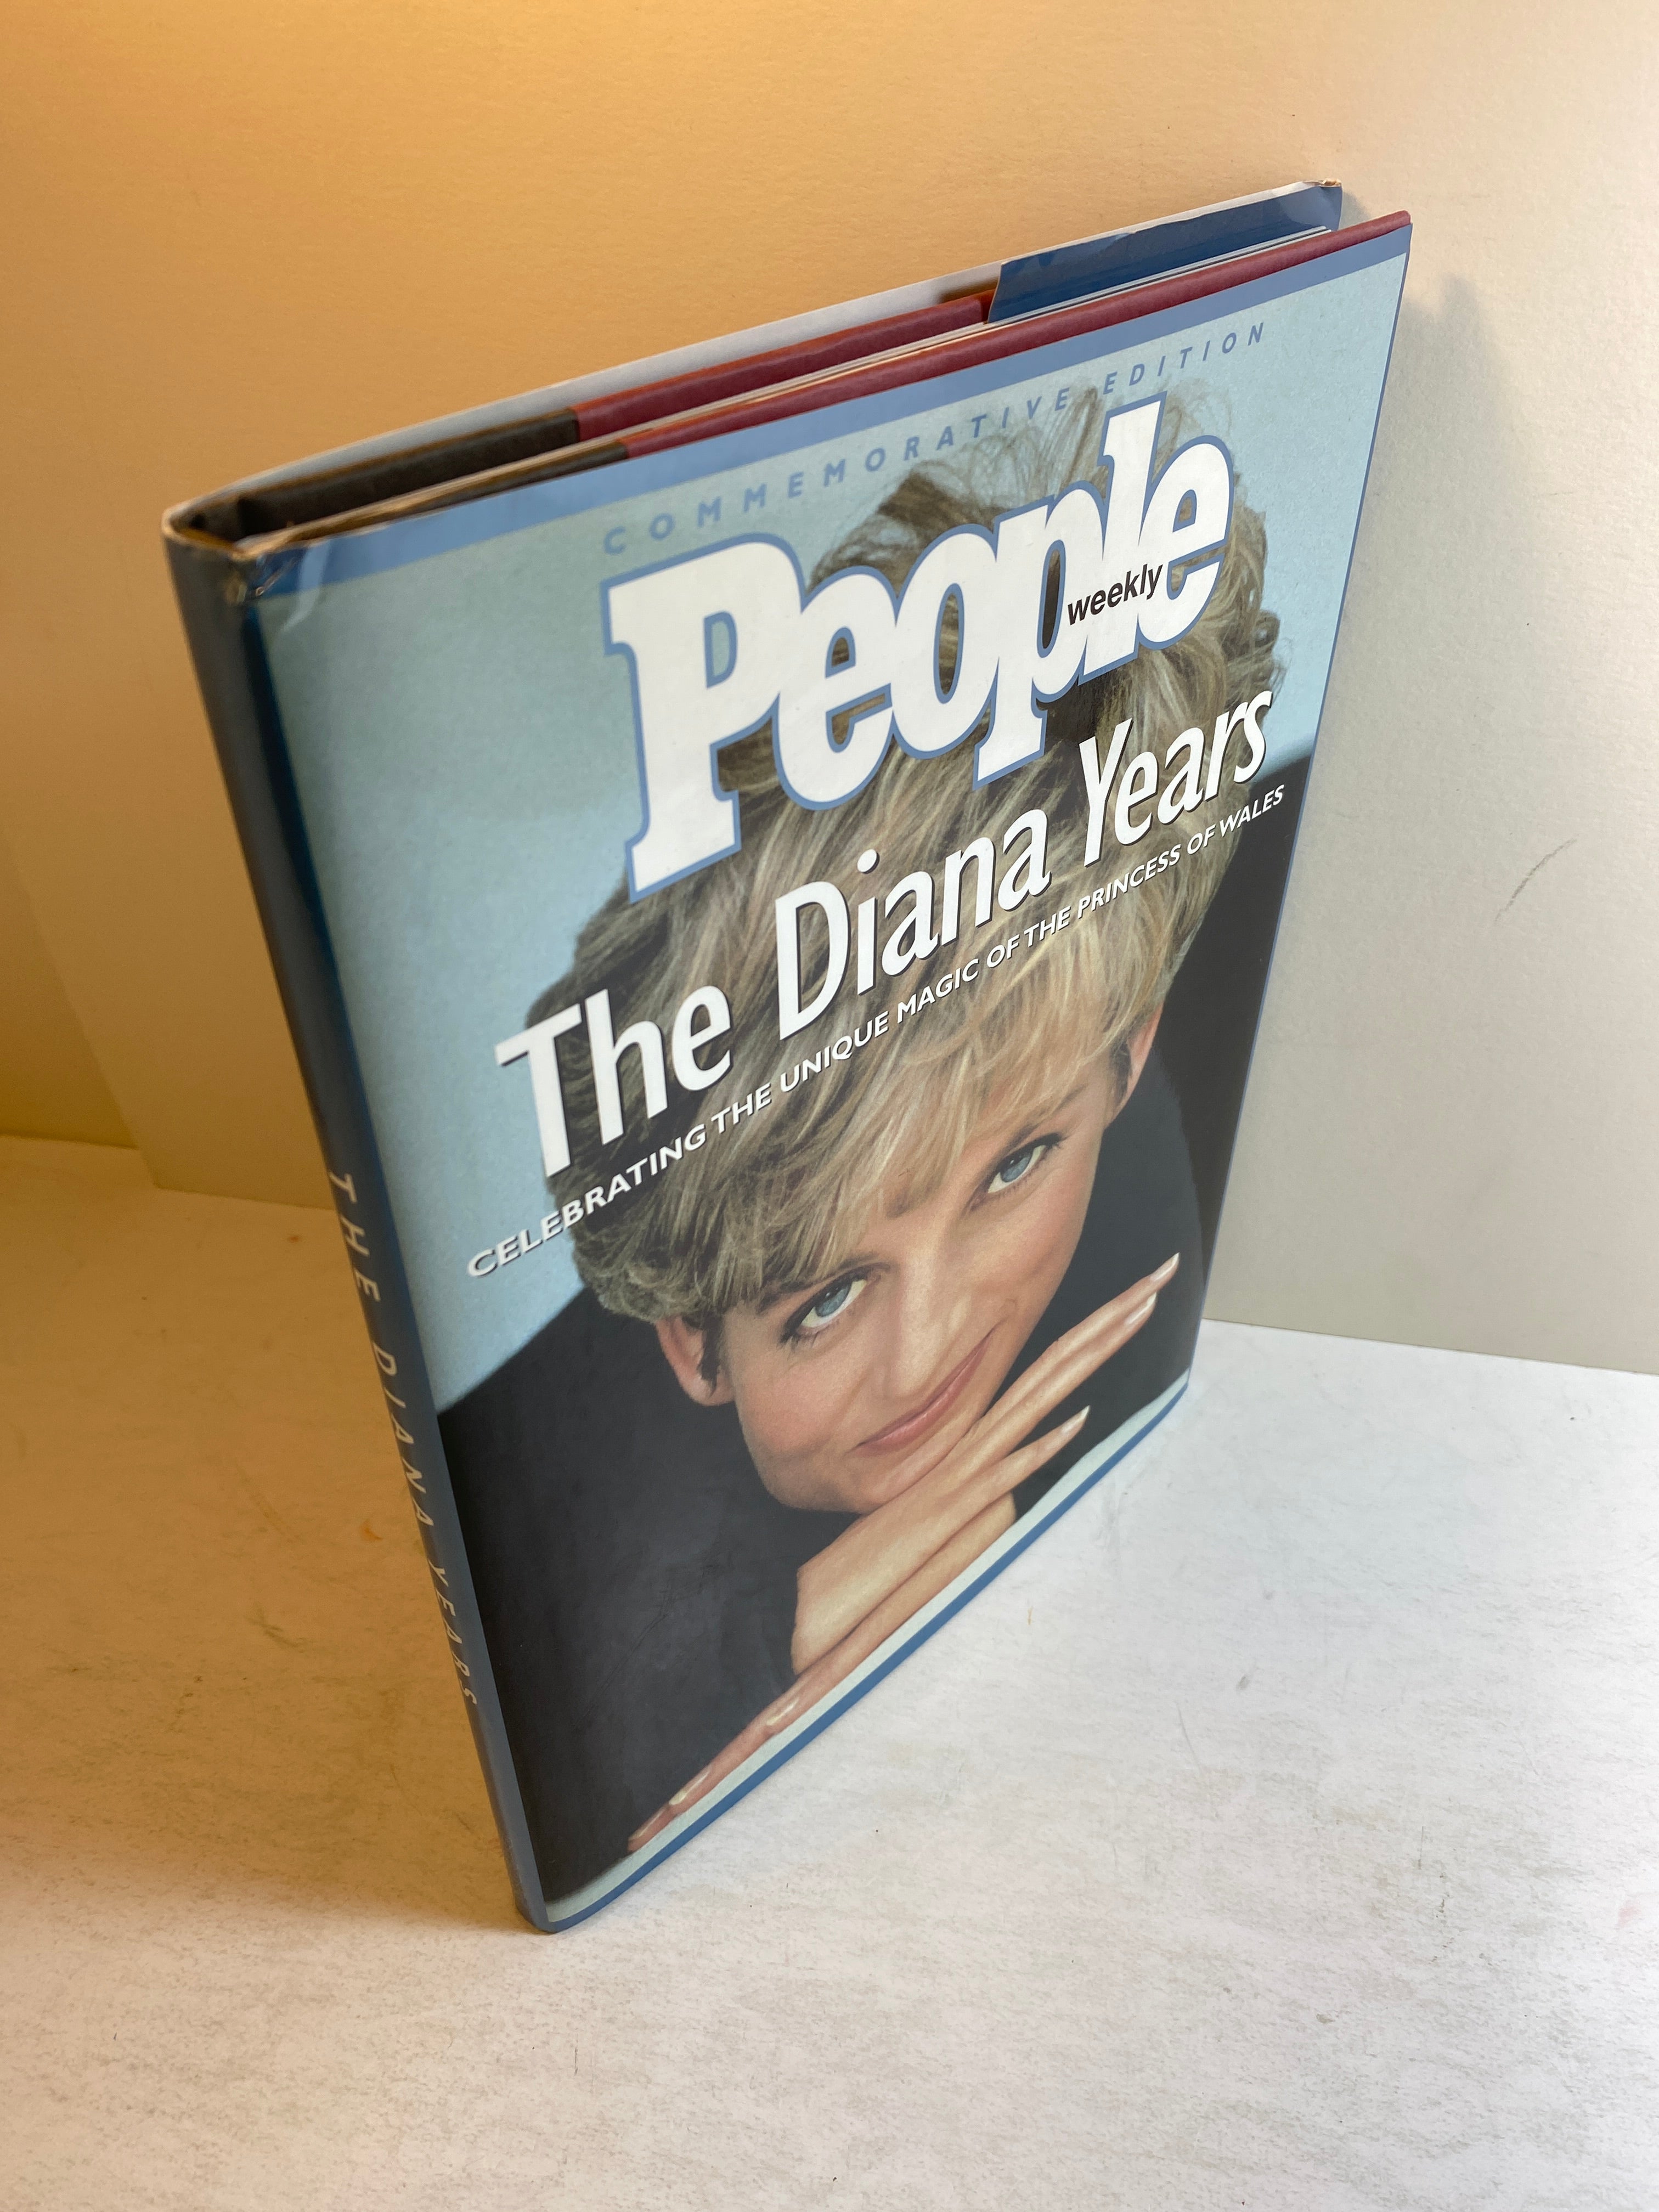 COMMEMORATIVE EDITION
People
weekly
The Diana Years
CELEBRATING THE UNIQUE MAGIC OF THE PRINCESS OF WALES
THE DIANA YEARS